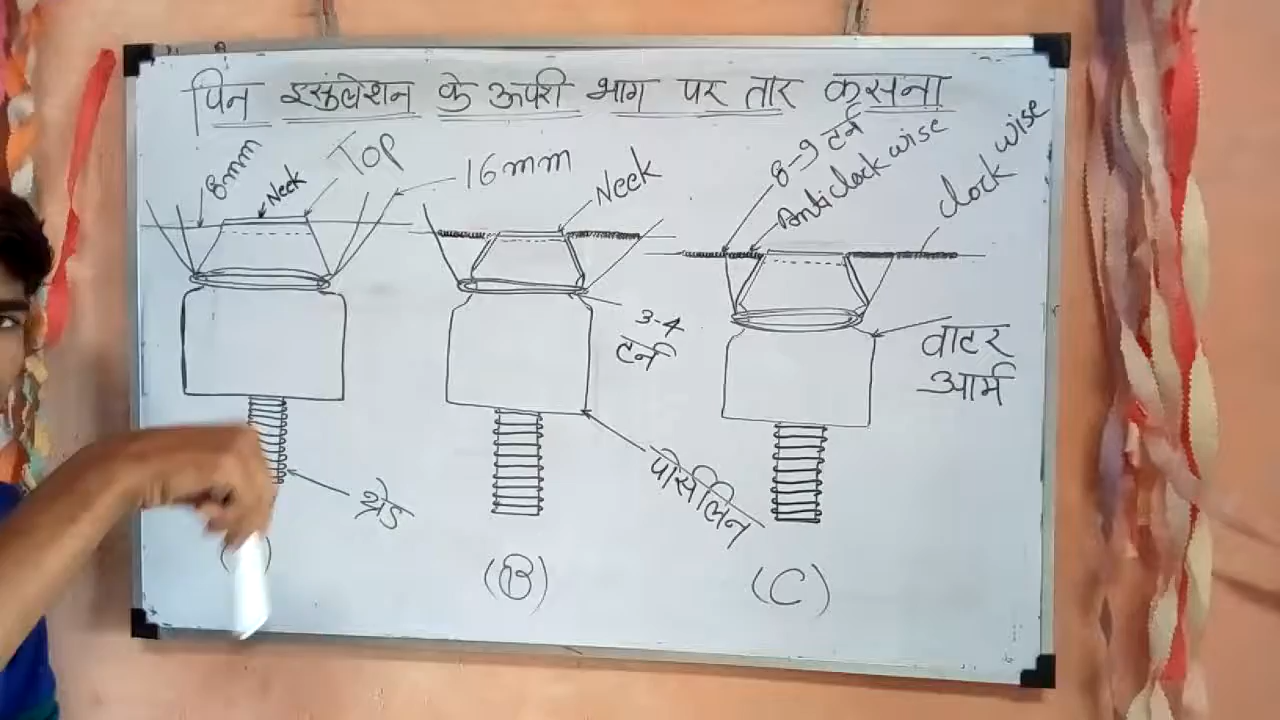 पिन इंसुलेशन के ऊपरी भाग पर तार कसना
8mm
Neck
Top
16mm
Neck
8-9 टर्न
Anticlock wise
clock wise
3-4
टर्न
वाटर
आर्म
थ्रेड
पोर्सलिन
(B)
(C)